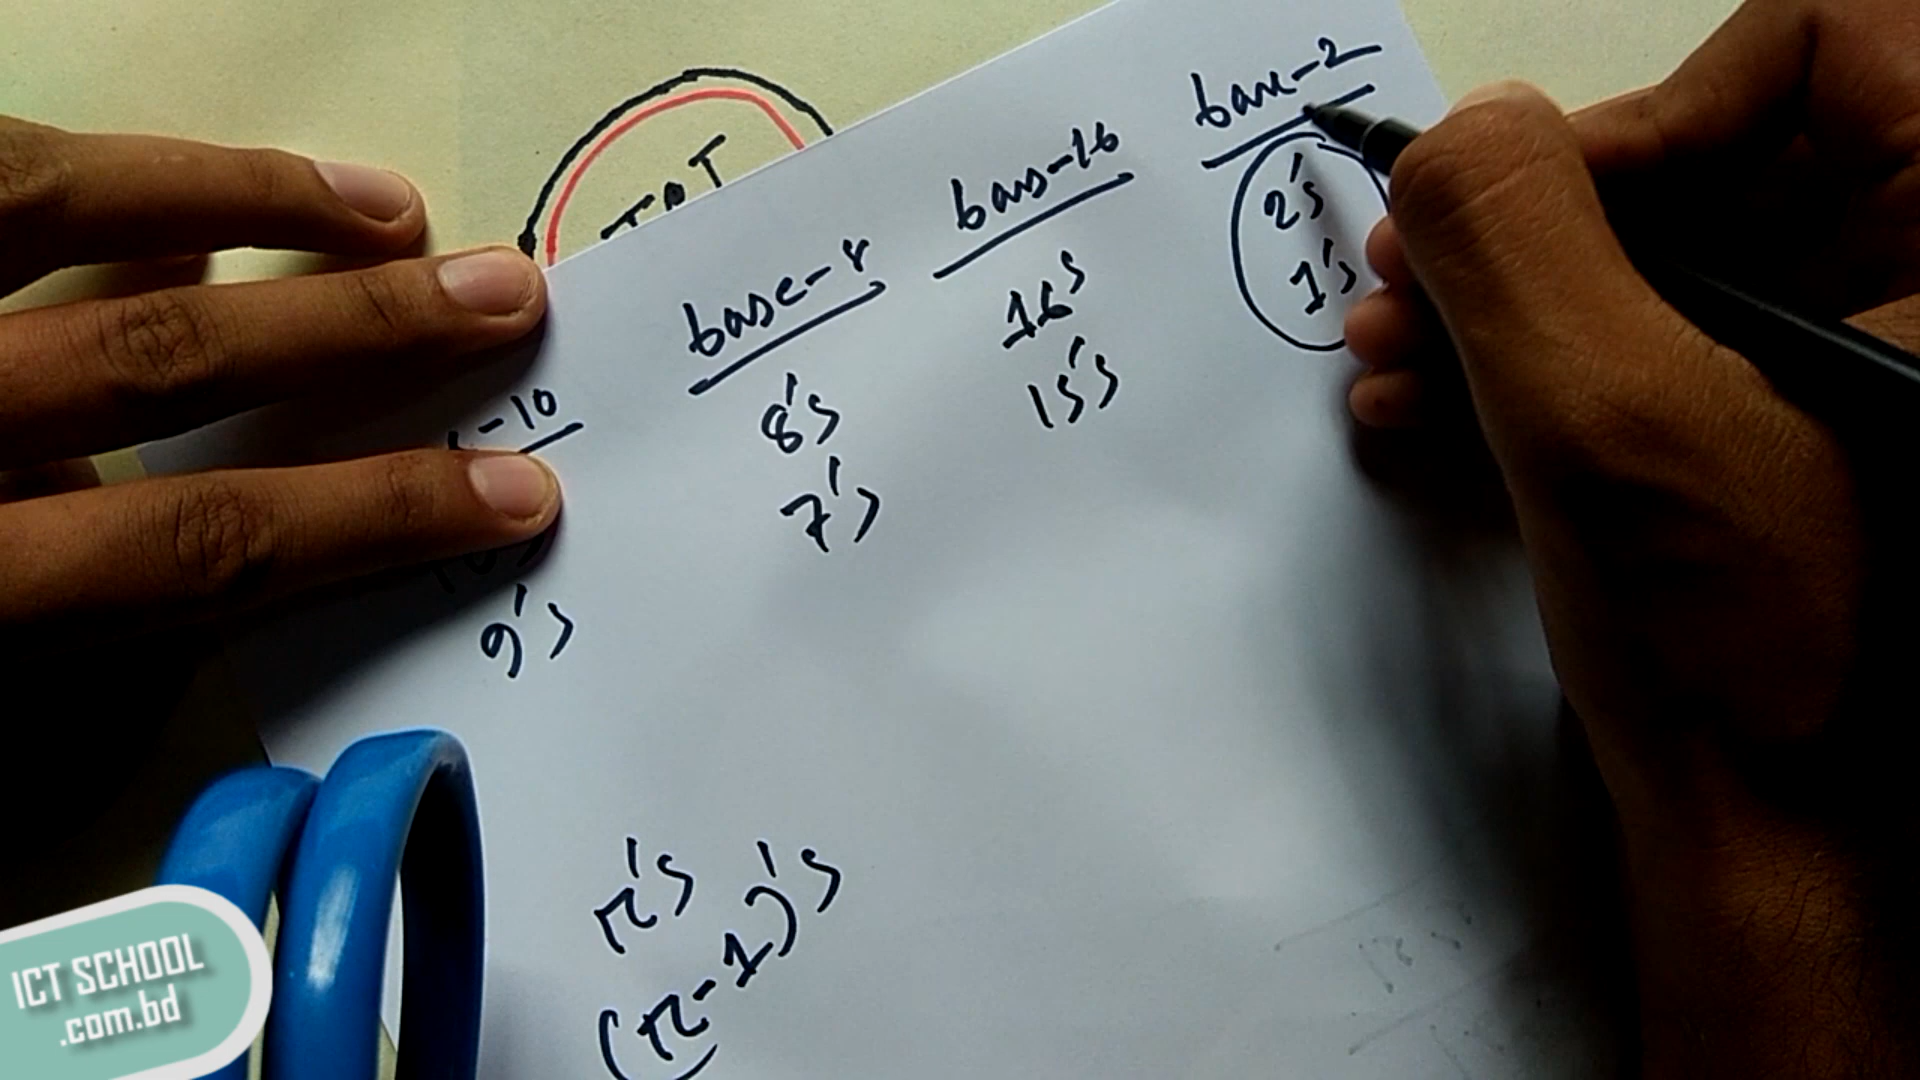 base-2
2's
1's
base-16
16's
15's
base-8
8's
7's
-10
10's
9's
r's
(r-1)'s
ICT SCHOOL
.com.bd